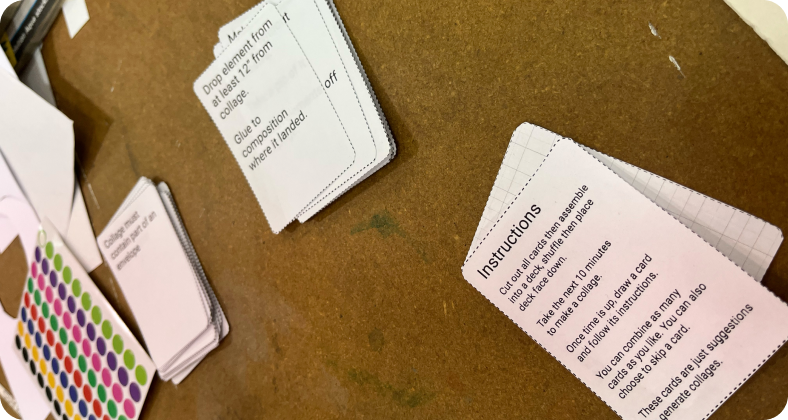 Drop element from
at least 12" from
collage.
Glue to
composition
where it landed.
it
off
Collage must
contain part of an
envelope
Instructions
Cut out all cards then assemble
into a deck, shuffle then place
deck face down.
Take the next 10 minutes
to make a collage.
Once time is up, draw a card
and follow its instructions.
You can combine as many
cards as you like. You can also
choose to skip a card.
These cards are just suggestions
generate collages.